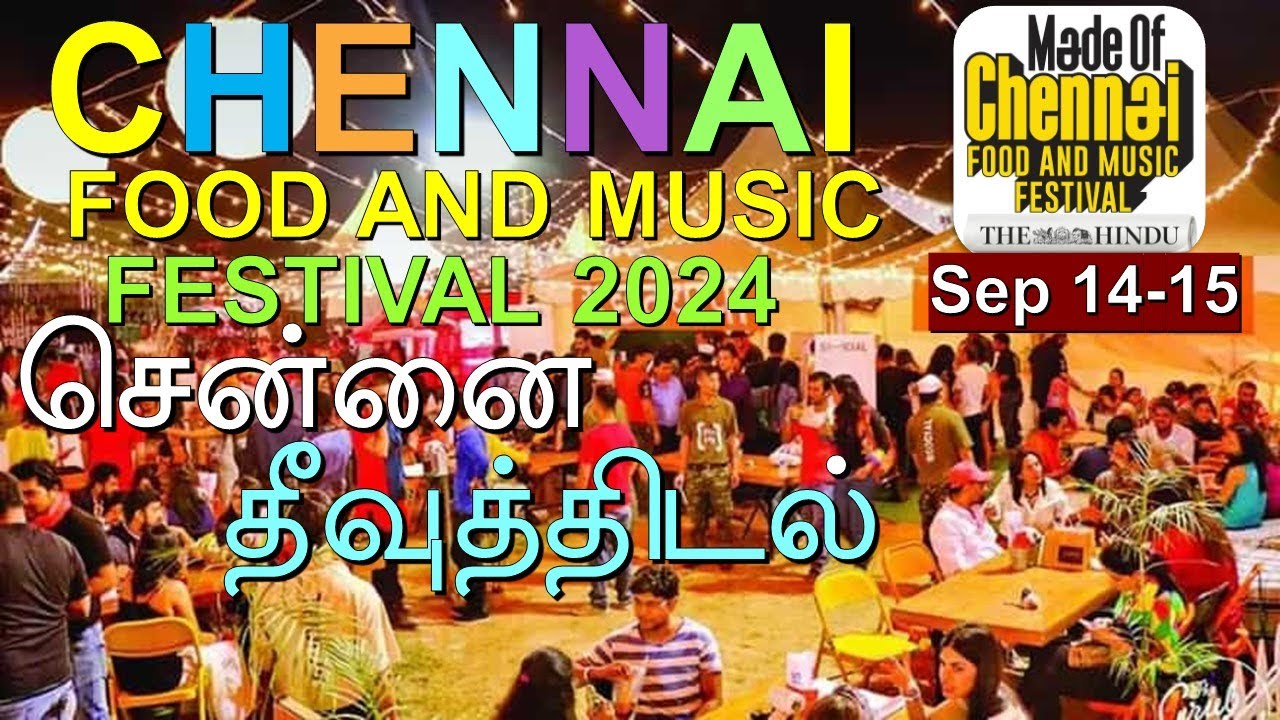 CHENNAI
FOOD AND MUSIC
FESTIVAL 2024
சென்னை
தீவுத்திடல்
Made Of
Chennai
FOOD AND MUSIC
FESTIVAL
THE HINDU
Sep 14-15